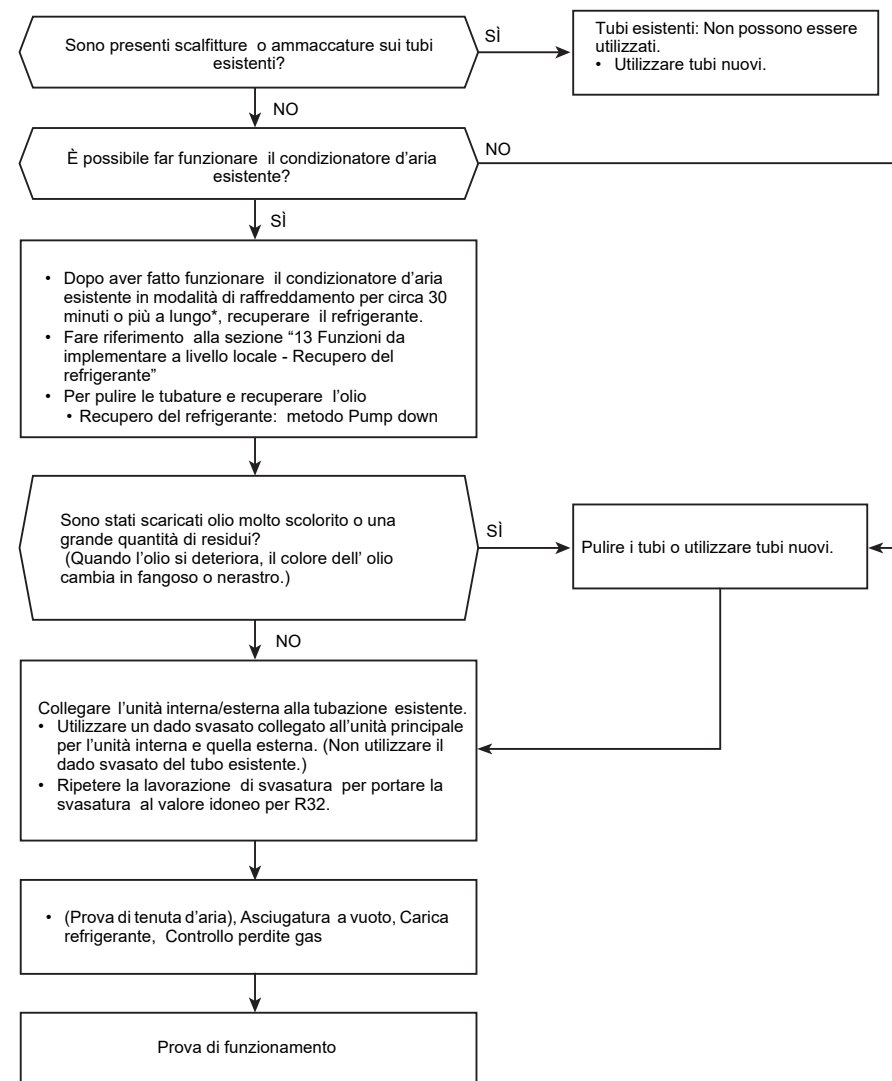 Sono presenti scalfitture o ammaccature sui tubi
esistenti?
SÌ
Tubi esistenti: Non possono essere
utilizzati.
• Utilizzare tubi nuovi.
NO
È possibile far funzionare il condizionatore d'aria
esistente?
NO
SÌ
• Dopo aver fatto funzionare il condizionatore d'aria
esistente in modalità di raffreddamento per circa 30
minuti o più a lungo*, recuperare il refrigerante.
• Fare riferimento alla sezione “13 Funzioni da
implementare a livello locale - Recupero del
refrigerante”
• Per pulire le tubature e recuperare l'olio
• Recupero del refrigerante: metodo Pump down
Sono stati scaricati olio molto scolorito o una
grande quantità di residui?
(Quando l'olio si deteriora, il colore dell' olio
cambia in fangoso o nerastro.)
SÌ
Pulire i tubi o utilizzare tubi nuovi.
NO
Collegare l'unità interna/esterna alla tubazione esistente.
• Utilizzare un dado svasato collegato all'unità principale
per l'unità interna e quella esterna. (Non utilizzare il
dado svasato del tubo esistente.)
• Ripetere la lavorazione di svasatura per portare la
svasatura al valore idoneo per R32.
• (Prova di tenuta d'aria), Asciugatura a vuoto, Carica
refrigerante, Controllo perdite gas
Prova di funzionamento